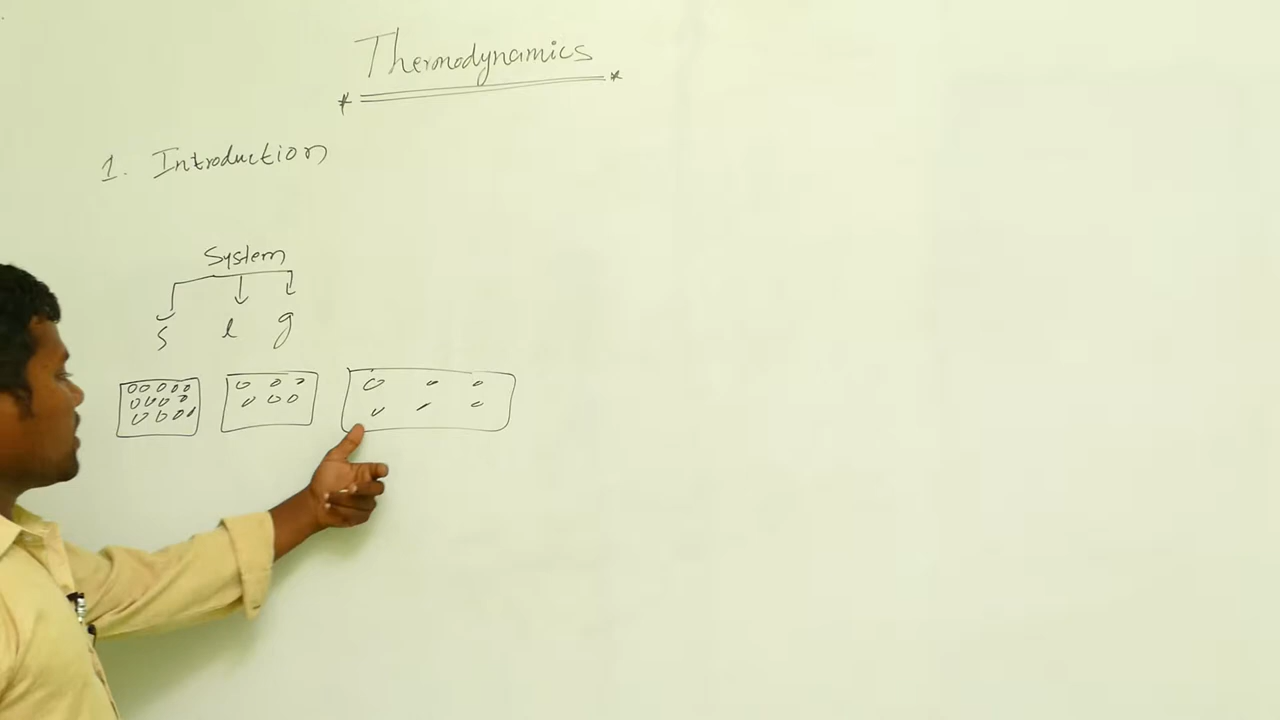 Thermodynamics
1. Introduction
System
s l g